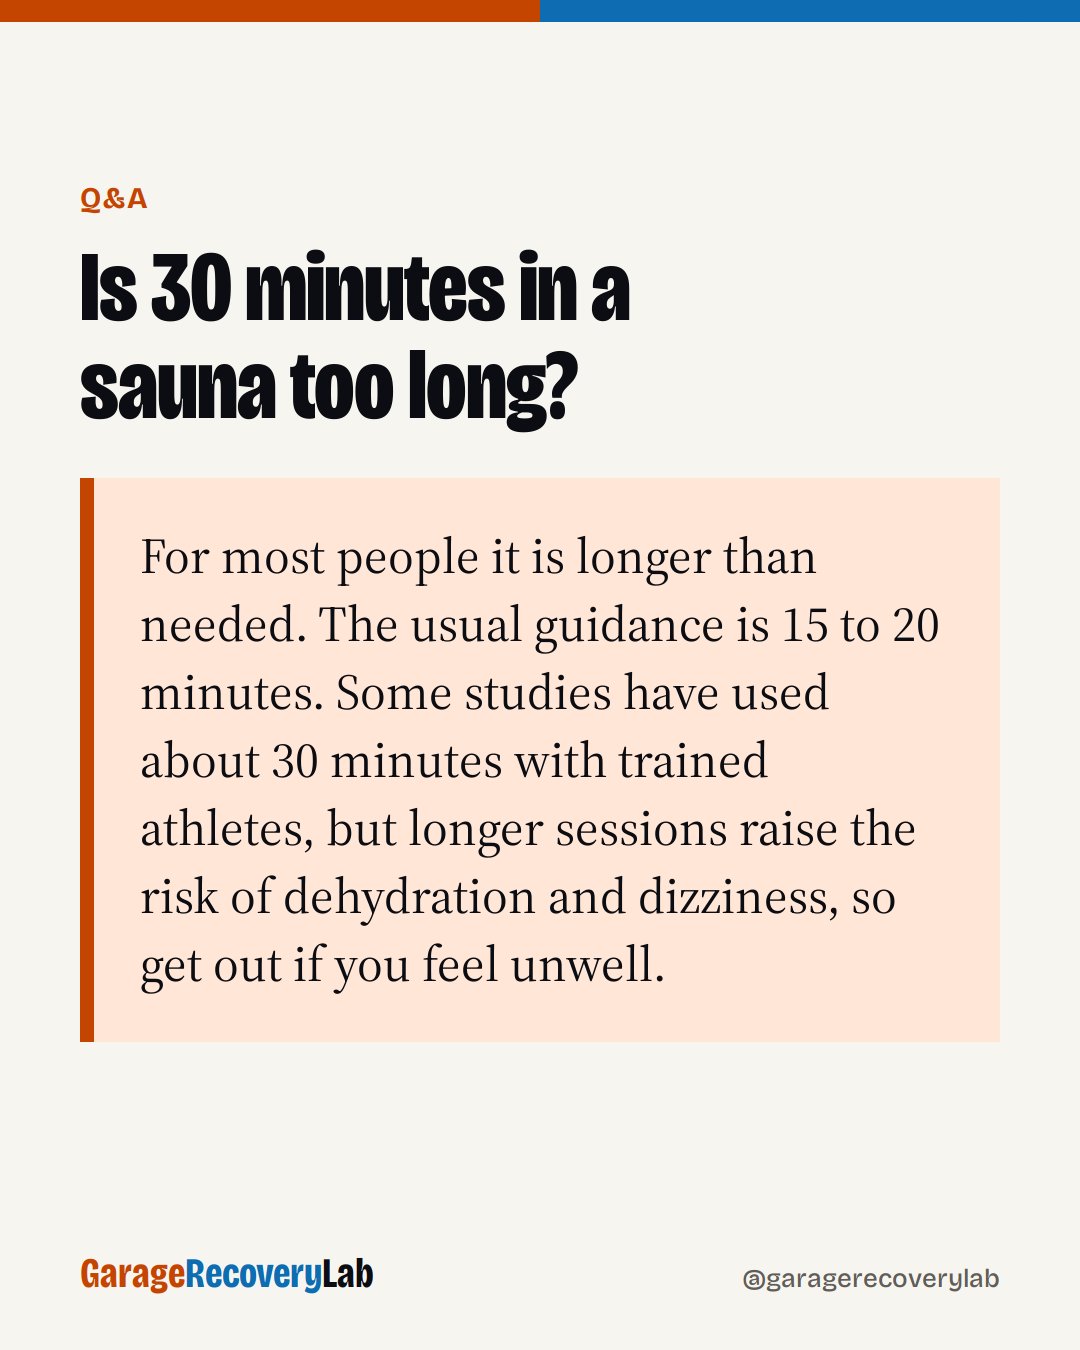 Q&A
Is 30 minutes in a
sauna too long?
For most people it is longer than
needed. The usual guidance is 15 to 20
minutes. Some studies have used
about 30 minutes with trained
athletes, but longer sessions raise the
risk of dehydration and dizziness, so
get out if you feel unwell.
GarageRecoveryLab
@garagerecoverylab